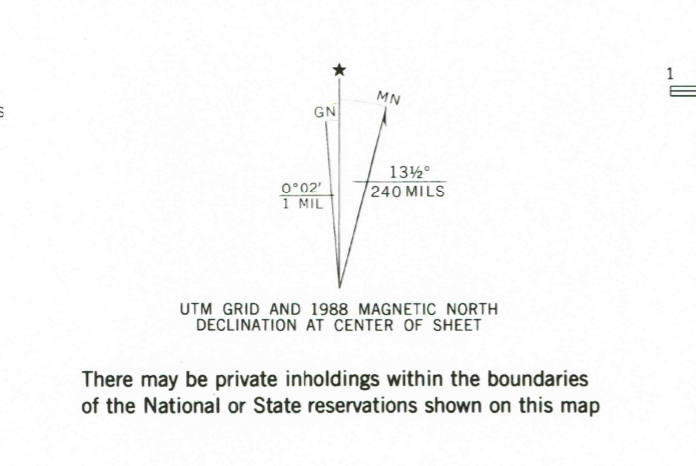 1
S
★
GN
MN
13½°
240 MILS
0°02'
1 MIL
UTM GRID AND 1988 MAGNETIC NORTH
DECLINATION AT CENTER OF SHEET
There may be private inholdings within the boundaries
of the National or State reservations shown on this map